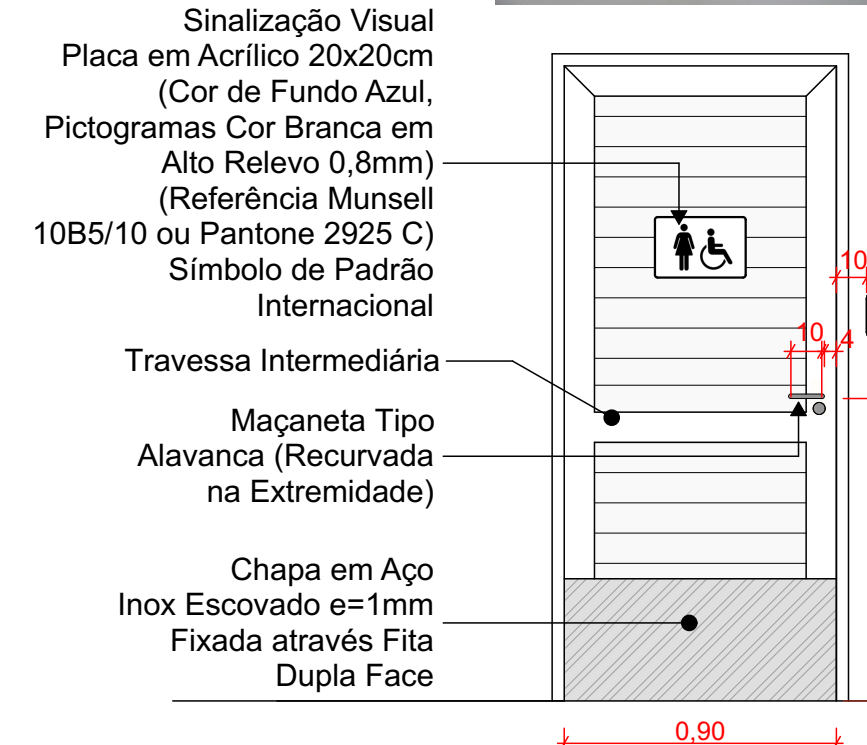 Sinalização Visual
Placa em Acrílico 20x20cm
(Cor de Fundo Azul,
Pictogramas Cor Branca em
Alto Relevo 0,8mm)
(Referência Munsell
10B5/10 ou Pantone 2925 C)
Símbolo de Padrão
Internacional
10
10
4
Travessa Intermediária
Maçaneta Tipo
Alavanca (Recurvada
na Extremidade)
Chapa em Aço
Inox Escovado e=1mm
Fixada através Fita
Dupla Face
0,90